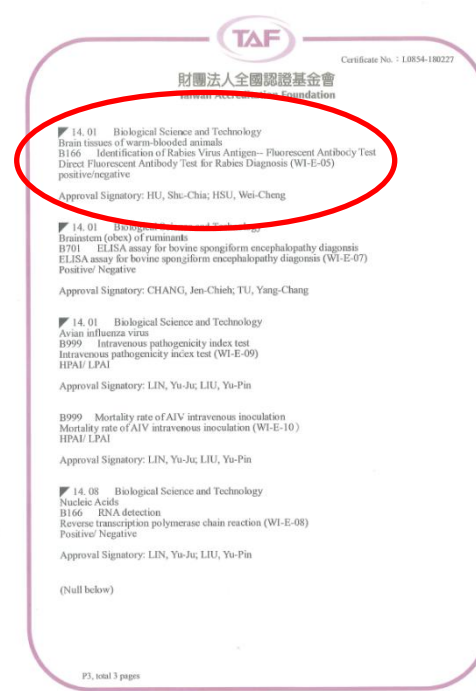 TAF
Certificate No.：L0854-180227
財團法人全國認證基金會
Taiwan Accreditation Foundation
14. 01 Biological Science and Technology
Brain tissues of warm-blooded animals
B166 Identification of Rabies Virus Antigen-- Fluorescent Antibody Test
Direct Fluorescent Antibody Test for Rabies Diagnosis (WI-E-05)
positive/negative
Approval Signatory: HU, Shu-Chia; HSU, Wei-Cheng
14. 01 Biological Science and Technology
Brainstem (obex) of ruminants
B701 ELISA assay for bovine spongiform encephalopathy diagonsis
ELISA assay for bovine spongiform encephalopathy diagonsis (WI-E-07)
Positive/ Negative
Approval Signatory: CHANG, Jen-Chieh; TU, Yang-Chang
14. 01 Biological Science and Technology
Avian influenza virus
B999 Intravenous pathogenicity index test
Intravenous pathogenicity index test (WI-E-09)
HPAI/ LPAI
Approval Signatory: LIN, Yu-Ju; LIU, Yu-Pin
B999 Mortality rate of AIV intravenous inoculation
Mortality rate of AIV intravenous inoculation (WI-E-10)
HPAI/ LPAI
Approval Signatory: LIN, Yu-Ju; LIU, Yu-Pin
14. 08 Biological Science and Technology
Nucleic Acids
B166 RNA detection
Reverse transcription polymerase chain reaction (WI-E-08)
Positive/ Negative
Approval Signatory: LIN, Yu-Ju; LIU, Yu-Pin
(Null below)
P3, total 3 pages